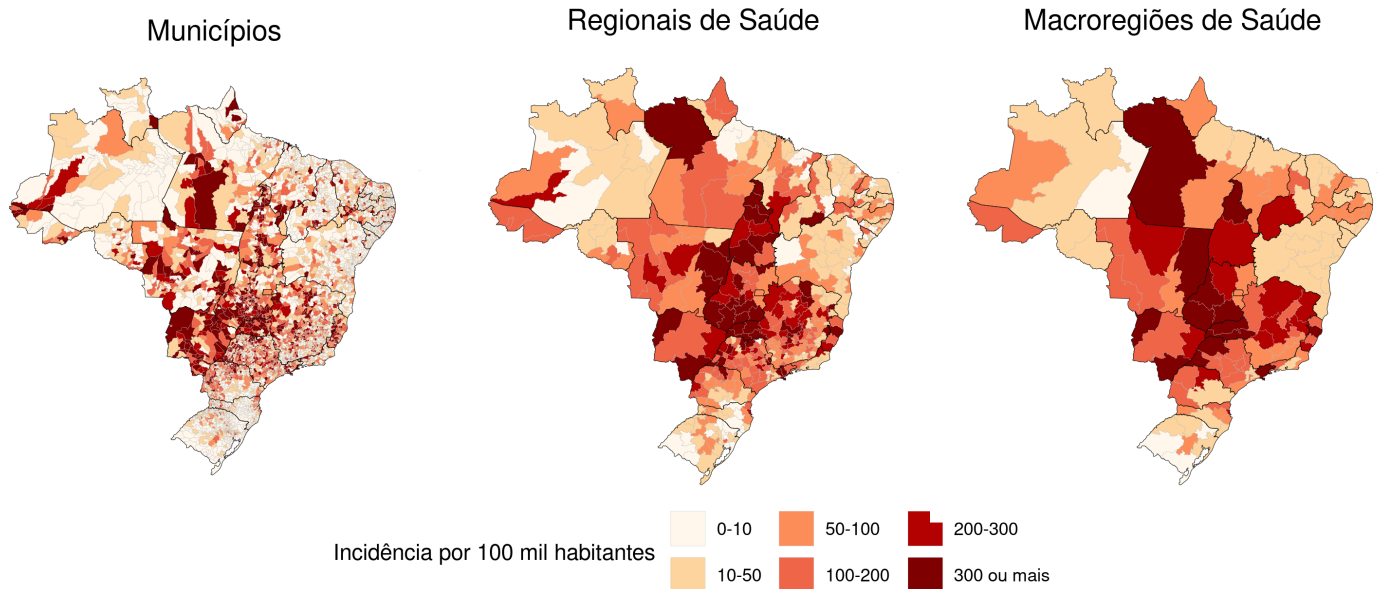 Municípios
Regionais de Saúde
Macroregiões de Saúde
Incidência por 100 mil habitantes
0-10
50-100
200-300
10-50
100-200
300 ou mais